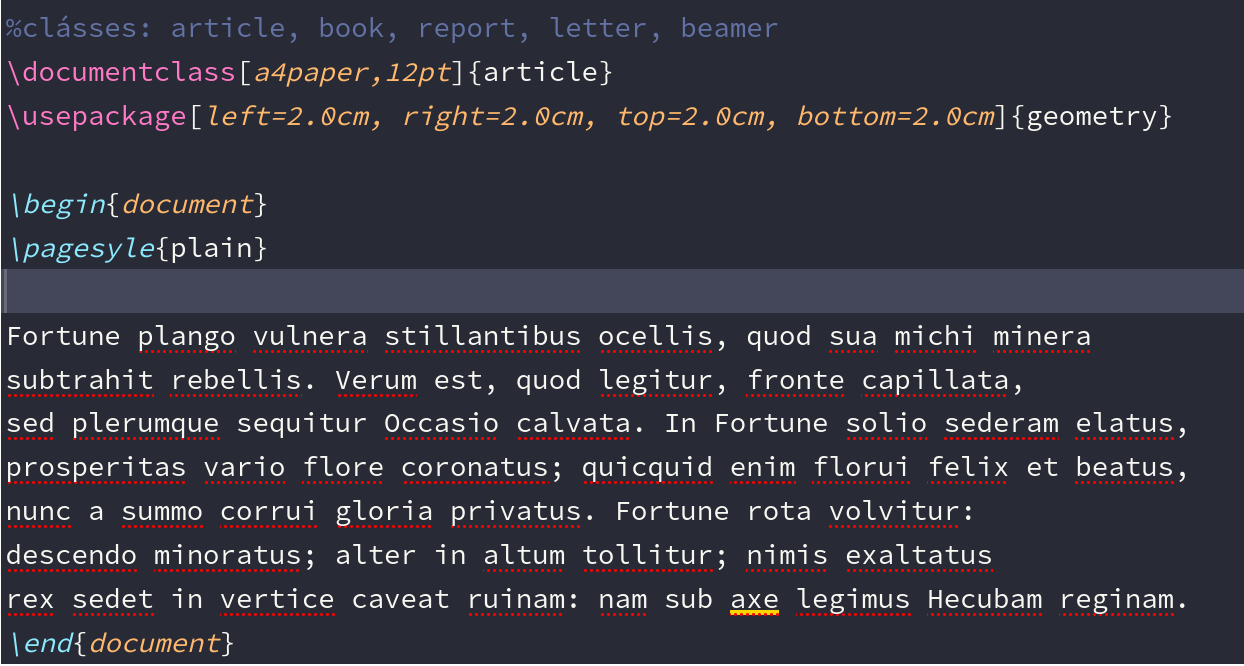 %clásses: article, book, report, letter, beamer
\documentclass[a4paper,12pt]{article}
\usepackage[left=2.0cm, right=2.0cm, top=2.0cm, bottom=2.0cm]{geometry}
\begin{document}
\pagesyle{plain}
Fortune plango vulnera stillantibus ocellis, quod sua michi minera
subtrahit rebellis. Verum est, quod legitur, fronte capillata,
sed plerumque sequitur Occasio calvata. In Fortune solio sederam elatus,
prosperitas vario flore coronatus; quicquid enim florui felix et beatus,
nunc a summo corrui gloria privatus. Fortune rota volvitur:
descendo minoratus; alter in altum tollitur; nimis exaltatus
rex sedet in vertice caveat ruinam: nam sub axe legimus Hecubam reginam.
\end{document}